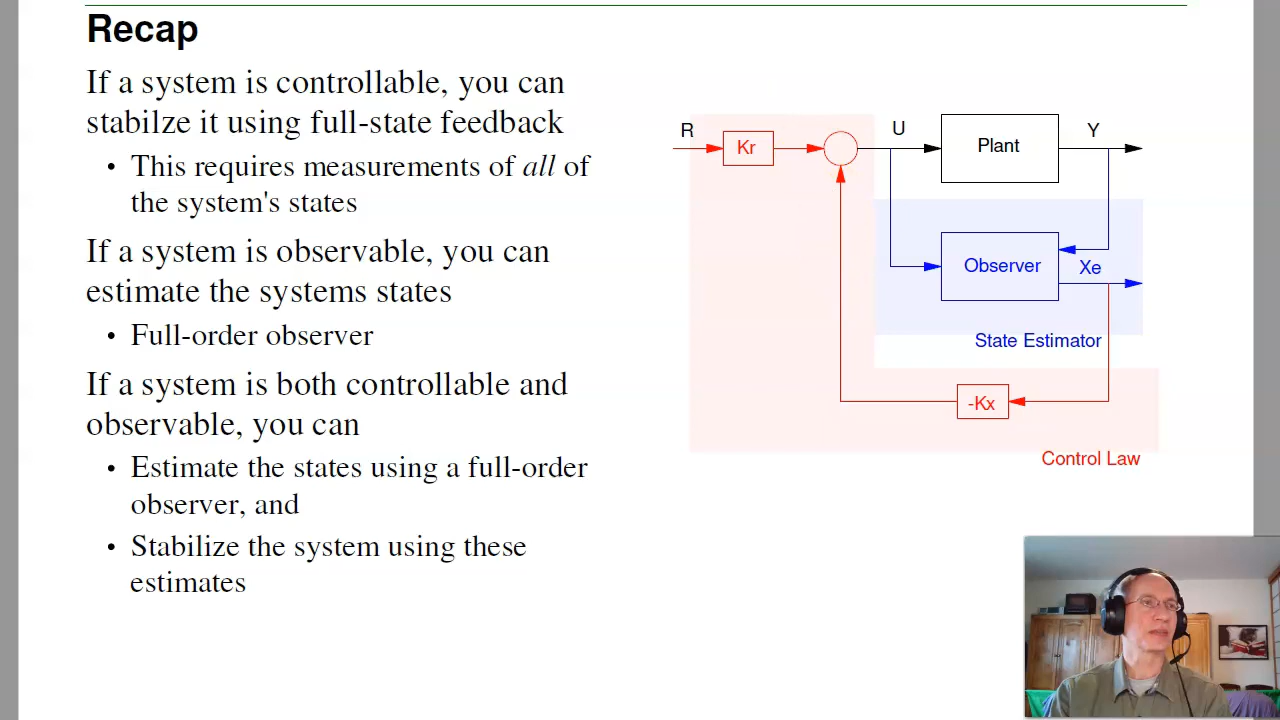 Recap
If a system is controllable, you can
stabilze it using full-state feedback
• This requires measurements of all of
the system's states
If a system is observable, you can
estimate the systems states
• Full-order observer
If a system is both controllable and
observable, you can
• Estimate the states using a full-order
observer, and
• Stabilize the system using these
estimates
R
Kr
U
Plant
Y
Observer
Xe
State Estimator
-Kx
Control Law